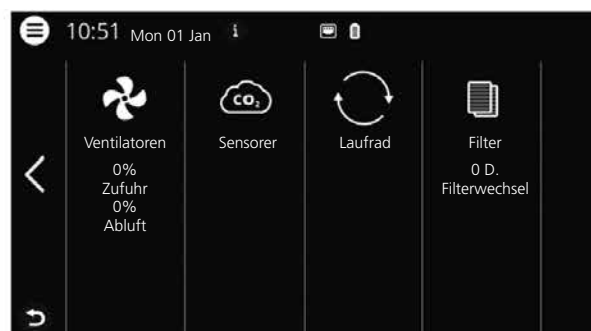 10:51 Mon 01 Jan i
CO₂
Ventilatoren
0%
Zufuhr
0%
Abluft
Sensorer
Laufrad
Filter
0 D.
Filterwechsel